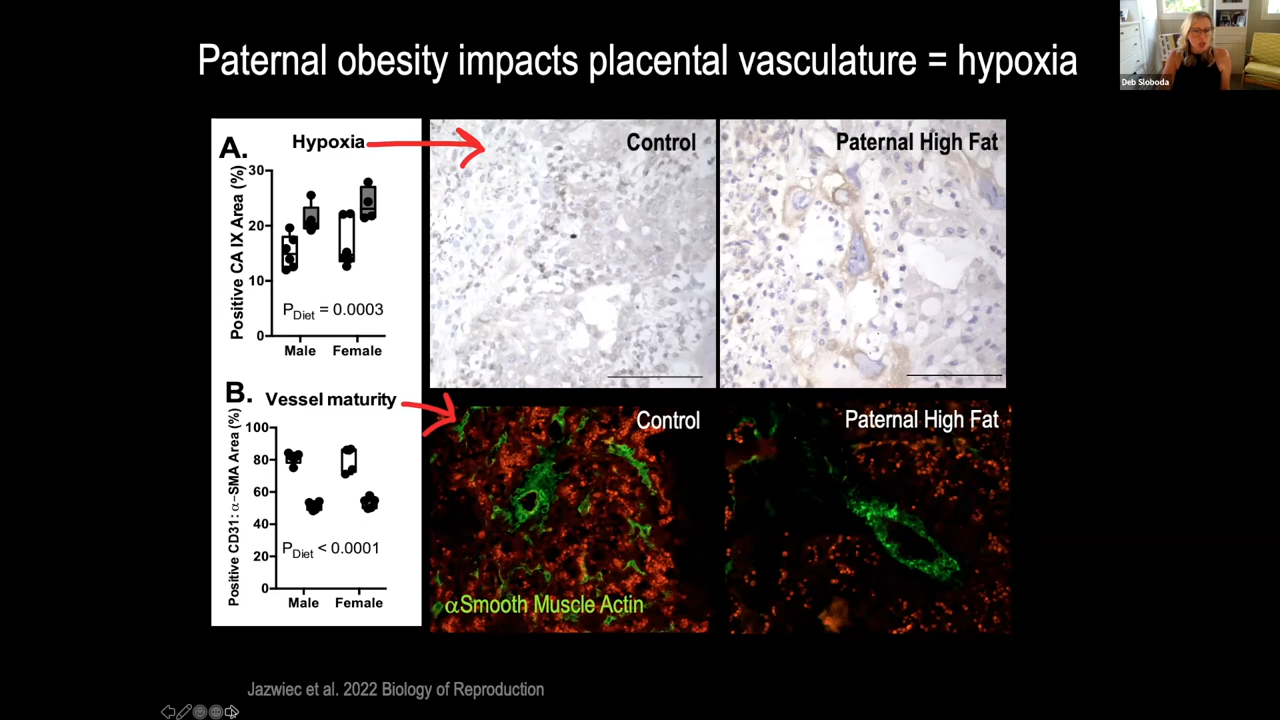 Paternal obesity impacts placental vasculature = hypoxia
Deb Sloboda
A.
Hypoxia
Positive CA IX Area (%)
30
20
10
0
P_Diet = 0.0003
Male
Female
Control
Paternal High Fat
B.
Vessel maturity
Positive CD31: α-SMA Area (%)
100
80
60
40
20
0
P_Diet < 0.0001
Male
Female
Control
αSmooth Muscle Actin
Paternal High Fat
Jazwiec et al. 2022 Biology of Reproduction